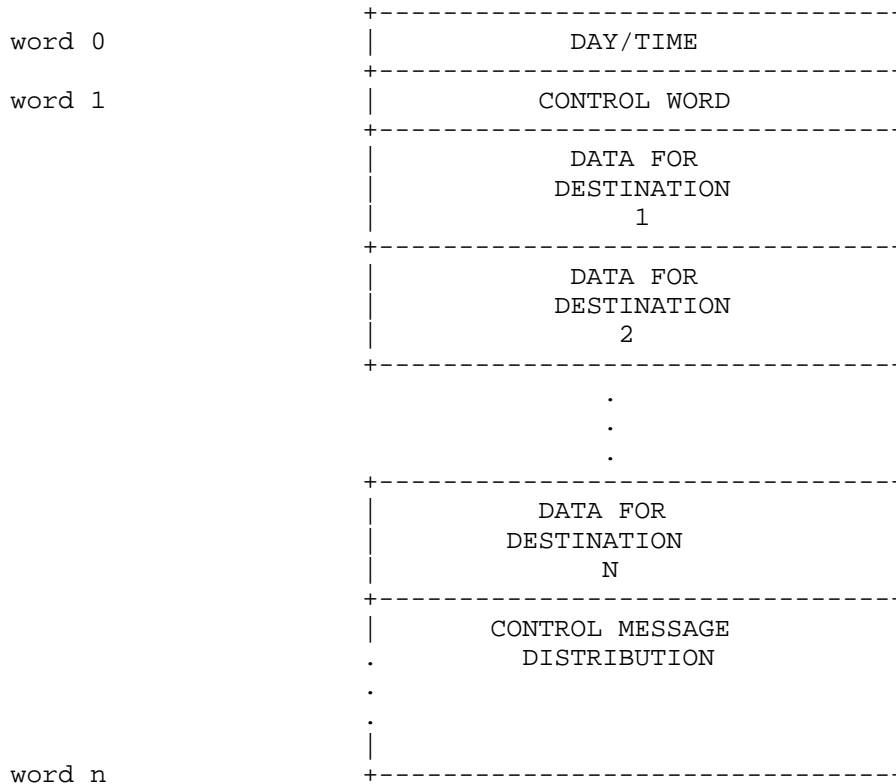 word 0 DAY/TIME
word 1 CONTROL WORD
DATA FOR
DESTINATION
1
DATA FOR
DESTINATION
2
.
.
.
DATA FOR
DESTINATION
N
CONTROL MESSAGE
. DISTRIBUTION
.
.
word n